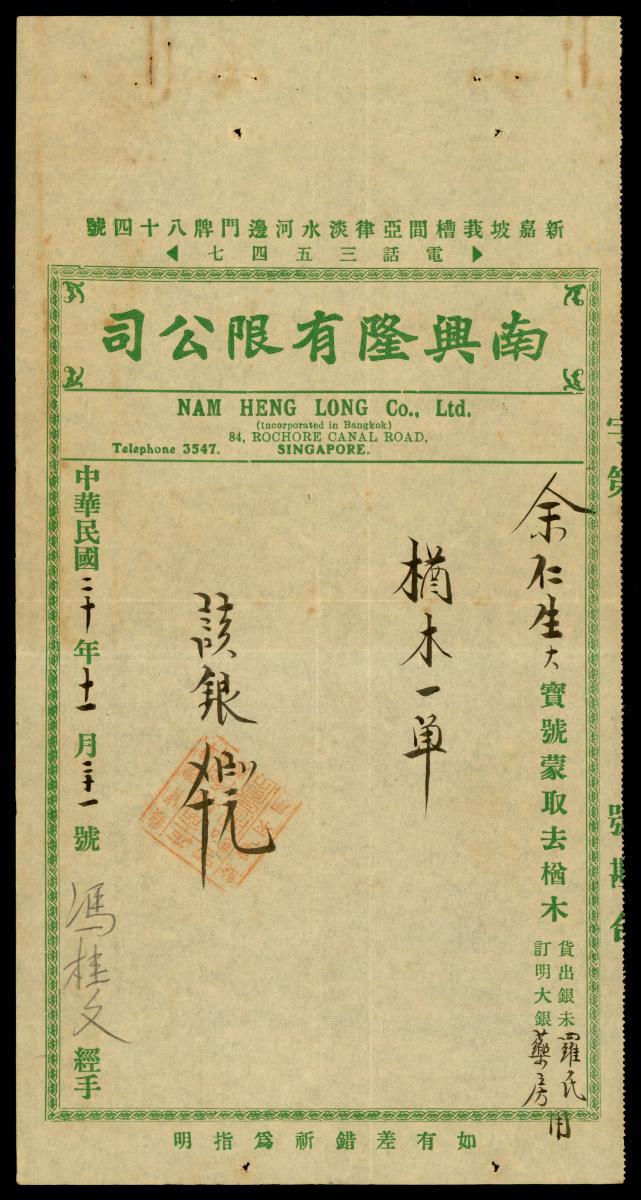 新嘉坡莪槽間亞律淡水河邊門牌八十四號
電話三五四七
南興隆有限公司
NAM HENG LONG Co., Ltd.
(Incorporated in Bangkok)
84, ROCHORE CANAL ROAD,
Telephone 3547. SINGAPORE.
余仁生大寶號蒙取去楢木
貨出銀未
訂明大銀
羅氏
藥房用
楢木一单
該銀
中華民國二十年十一月二十一號
馮桂文經手
如有差錯祈爲指明